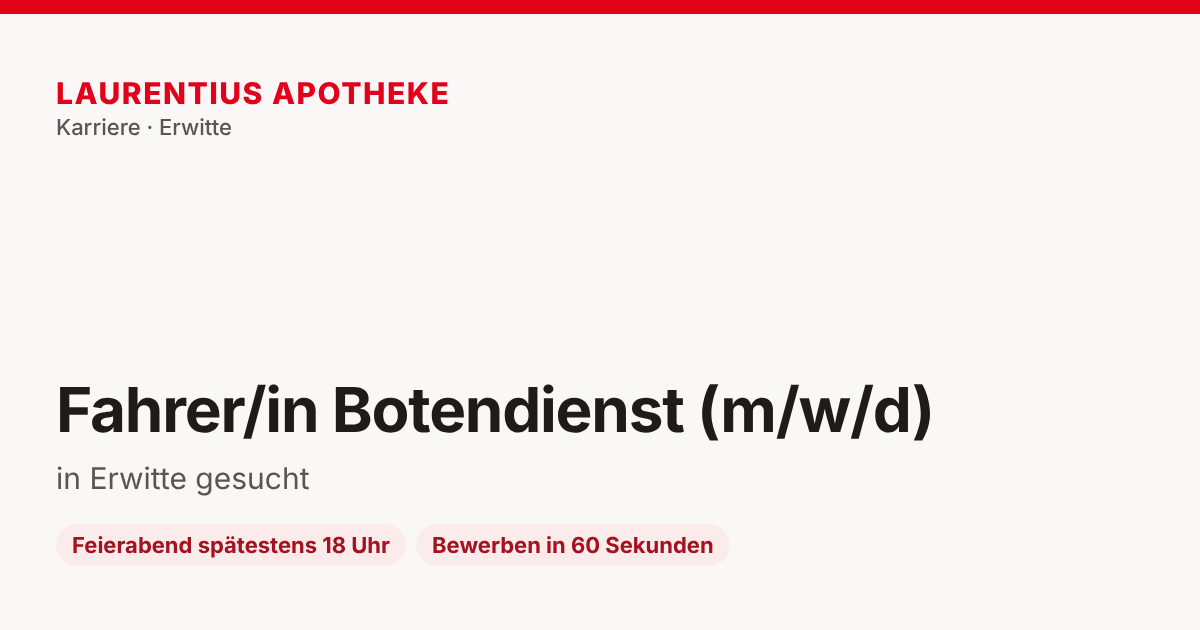 LAURENTIUS APOTHEKE
Karriere · Erwitte
Fahrer/in Botendienst (m/w/d)
in Erwitte gesucht
Feierabend spätestens 18 Uhr
Bewerben in 60 Sekunden